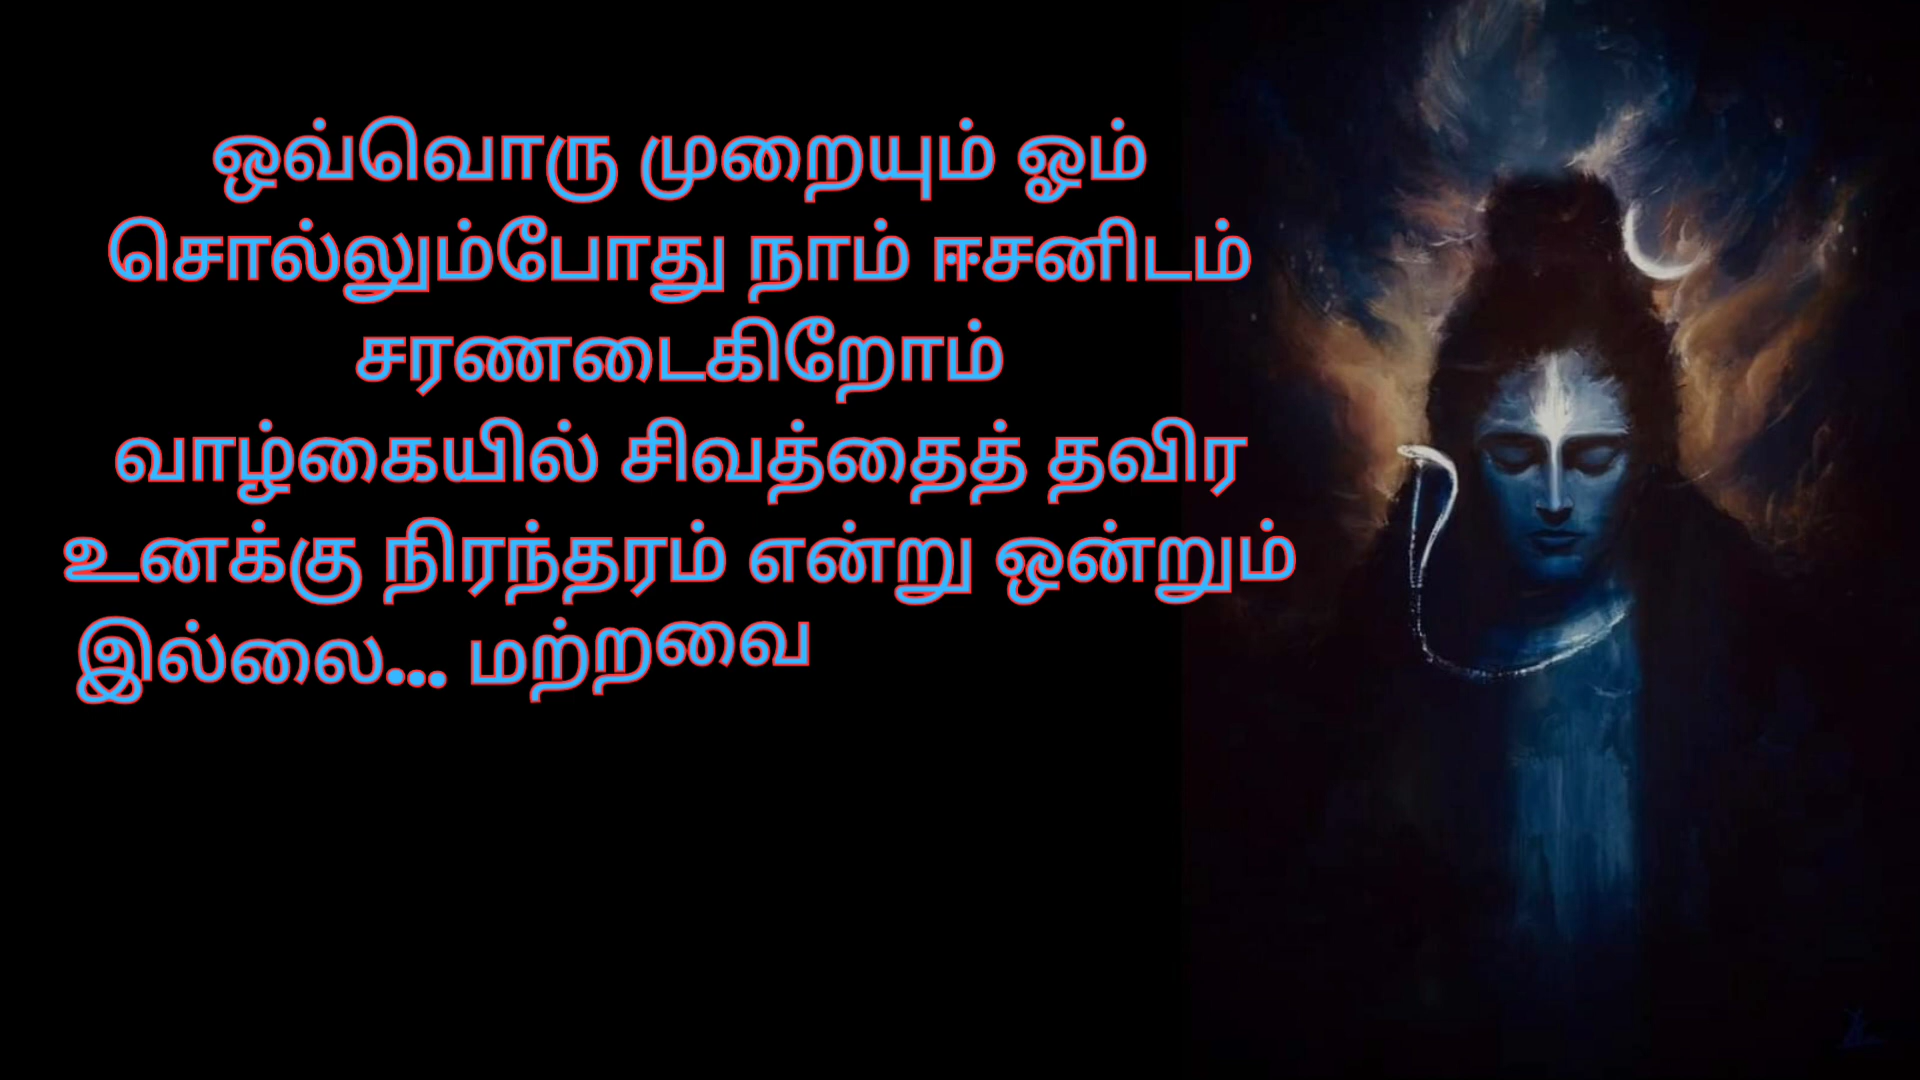 ஒவ்வொரு முறையும் ஓம்
சொல்லும்போது நாம் ஈசனிடம்
சரணடைகிறோம்
வாழ்கையில் சிவத்தைத் தவிர
உனக்கு நிரந்தரம் என்று ஒன்றும்
இல்லை... மற்றவை